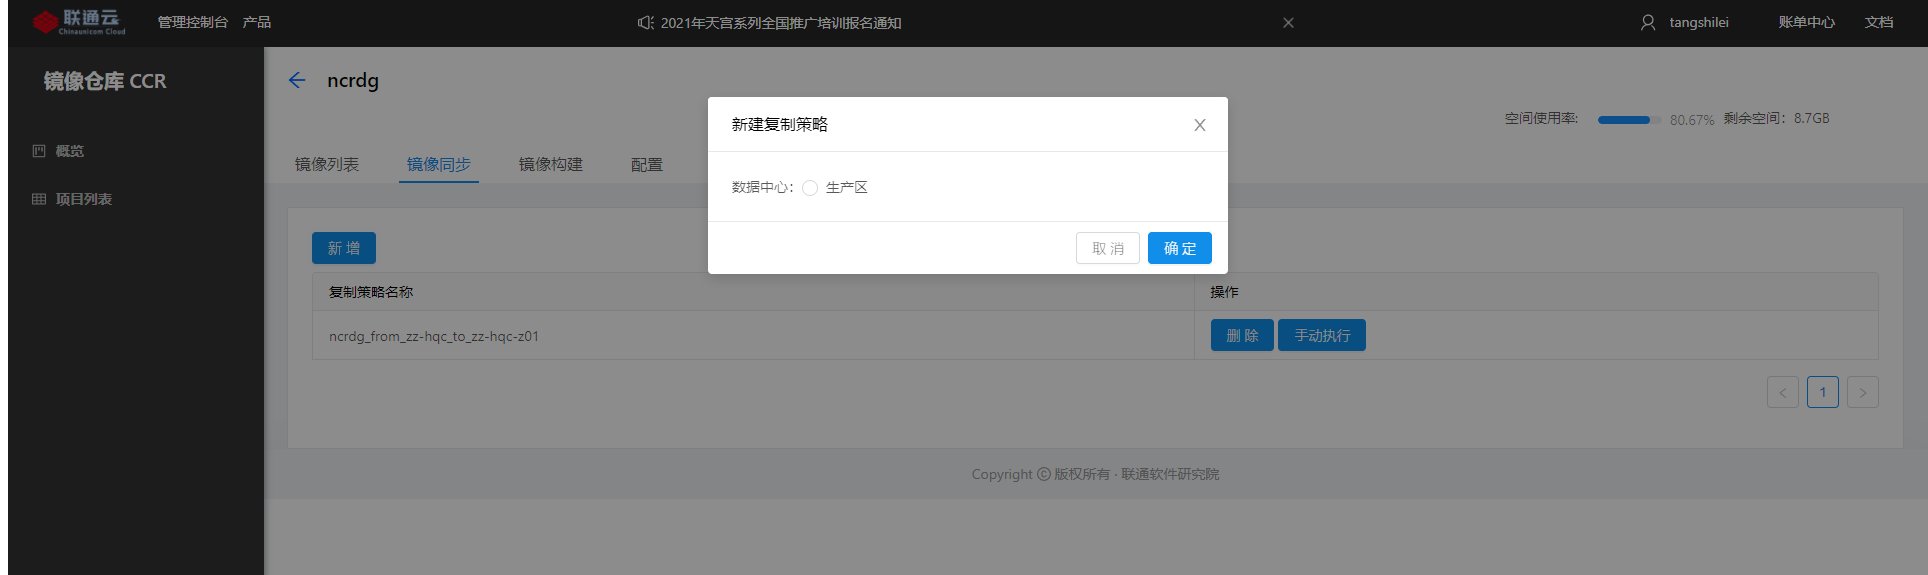 联通云
Chinaunicom Cloud
管理控制台 产品
2021年天宫系列全国推广培训报名通知
tangshilei
账单中心
文档
镜像仓库 CCR
概览
项目列表
ncrdg
空间使用率: 80.67% 剩余空间: 8.7GB
镜像列表 镜像同步 镜像构建 配置
新建复制策略
数据中心: 生产区
取 消 确 定
新 增
复制策略名称 操作
ncrdg_from_zz-hqc_to_zz-hqc-z01 删 除 手动执行
< 1 >
Copyright © 版权所有 · 联通软件研究院